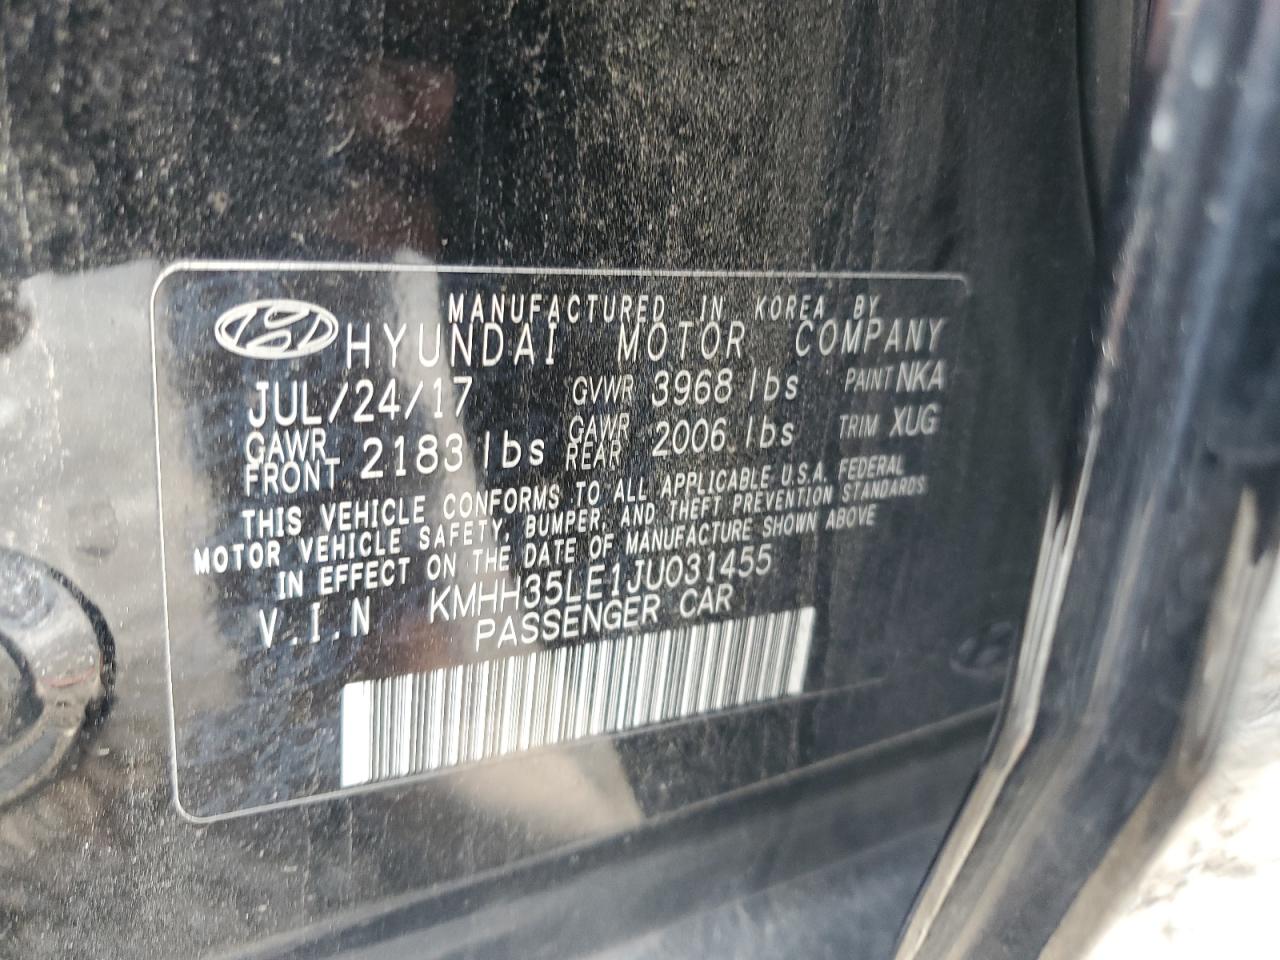 MANUFACTURED IN KOREA BY
HYUNDAI MOTOR COMPANY
JUL/24/17 GVWR 3968 lbs PAINT NKA
GAWR FRONT 2183 lbs GAWR REAR 2006 lbs TRIM XUG
THIS VEHICLE CONFORMS TO ALL APPLICABLE U.S.A. FEDERAL
MOTOR VEHICLE SAFETY, BUMPER, AND THEFT PREVENTION STANDARDS
IN EFFECT ON THE DATE OF MANUFACTURE SHOWN ABOVE
V.I.N KMHH35LE1JU031455
PASSENGER CAR